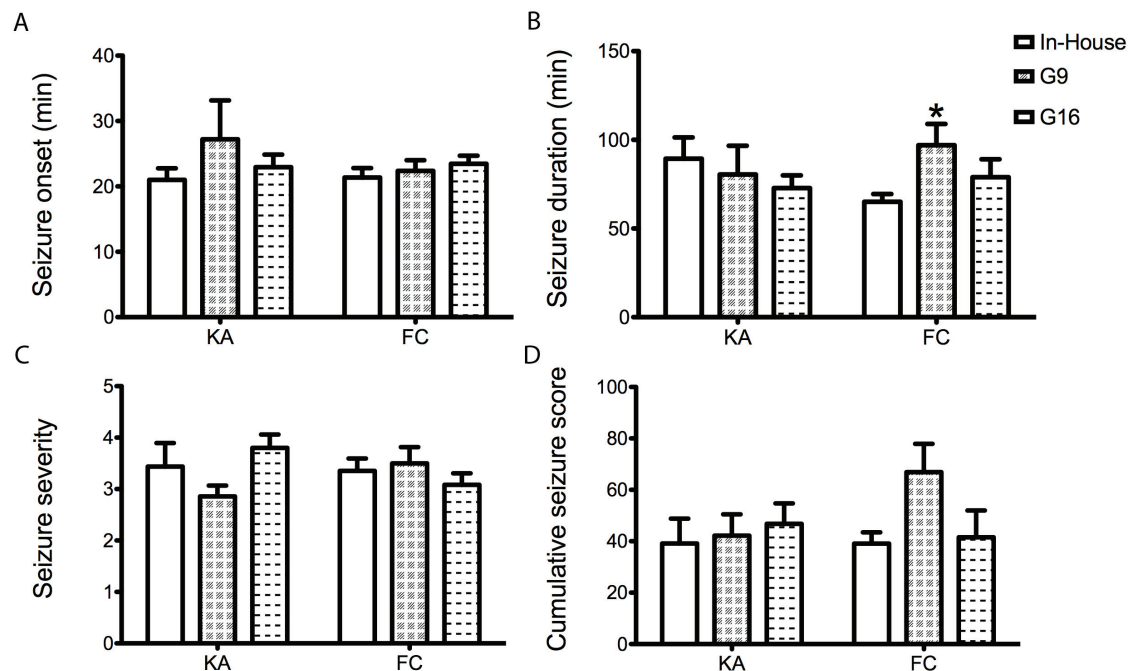 A
Seizure onset (min)
40
30
20
10
0
KA
FC
B
Seizure duration (min)
150
100
50
0
*
KA
FC
In-House
G9
G16
C
Seizure severity
5
4
3
2
1
0
KA
FC
D
Cumulative seizure score
100
80
60
40
20
0
KA
FC